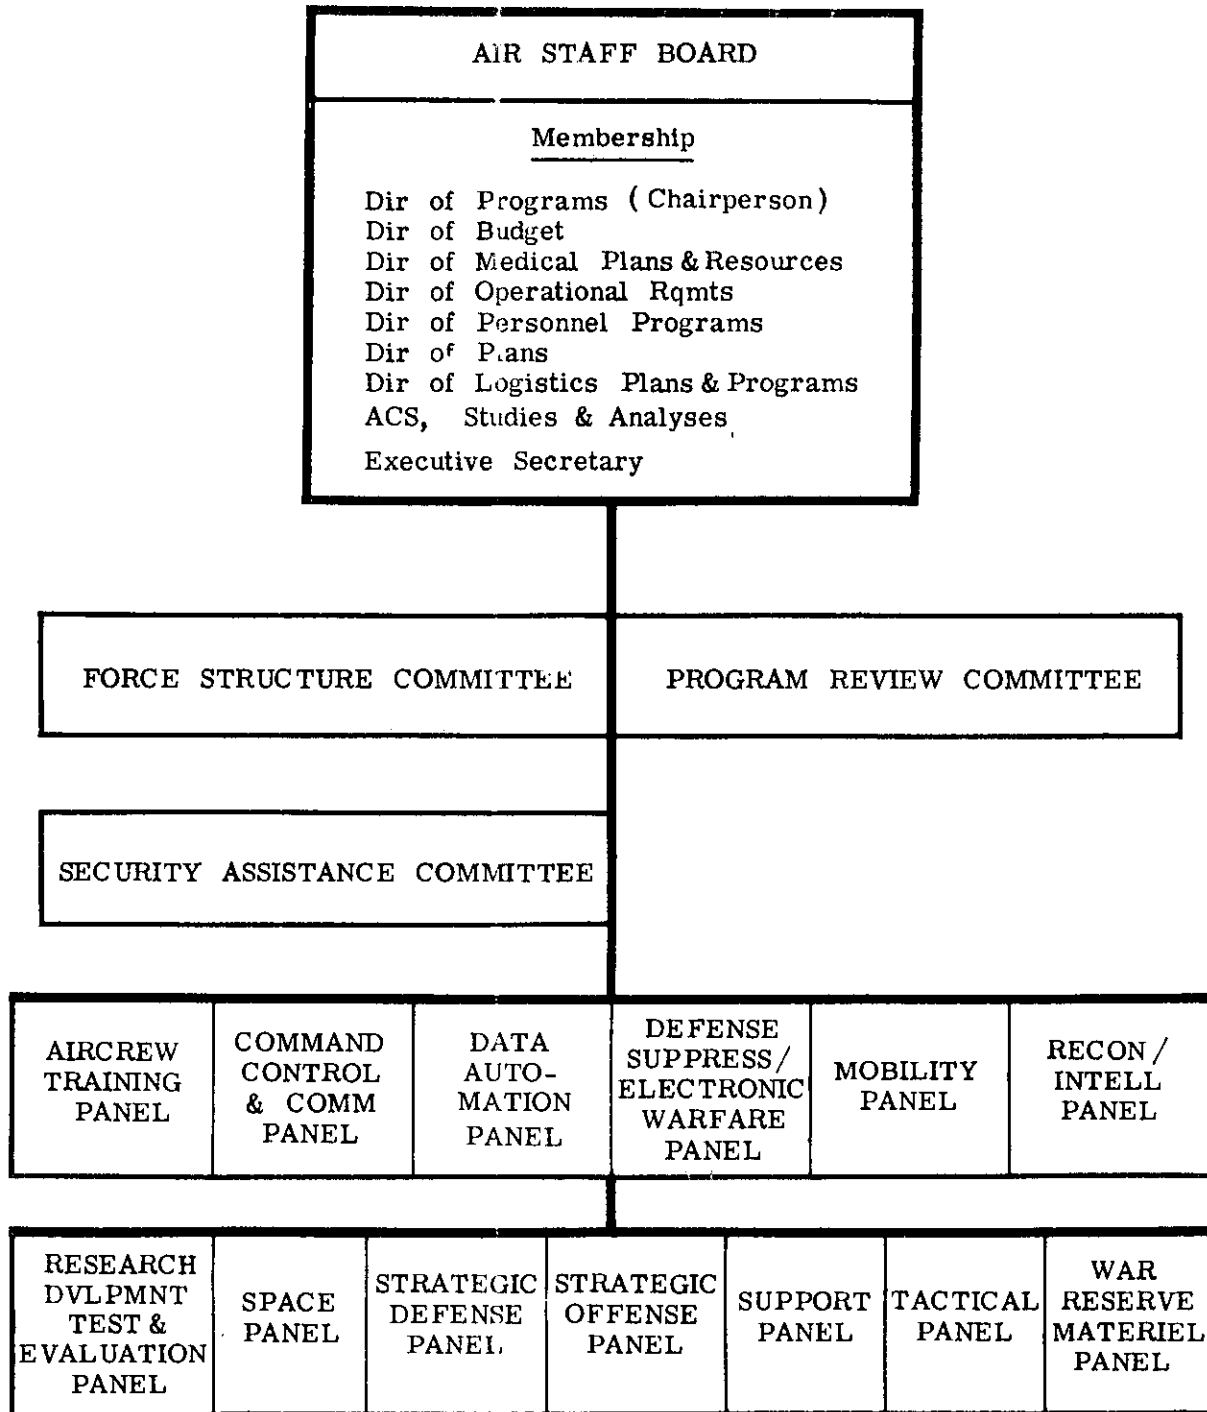 AIR STAFF BOARD
Membership
Dir of Programs (Chairperson)
Dir of Budget
Dir of Medical Plans & Resources
Dir of Operational Rqmts
Dir of Personnel Programs
Dir of Plans
Dir of Logistics Plans & Programs
ACS, Studies & Analyses
Executive Secretary
FORCE STRUCTURE COMMITTEE
PROGRAM REVIEW COMMITTEE
SECURITY ASSISTANCE COMMITTEE
AIRCREW
TRAINING
PANEL
COMMAND
CONTROL
& COMM
PANEL
DATA
AUTO-
MATION
PANEL
DEFENSE
SUPPRESS/
ELECTRONIC
WARFARE
PANEL
MOBILITY
PANEL
RECON/
INTELL
PANEL
RESEARCH
DVLPMNT
TEST &
EVALUATION
PANEL
SPACE
PANEL
STRATEGIC
DEFENSE
PANEL
STRATEGIC
OFFENSE
PANEL
SUPPORT
PANEL
TACTICAL
PANEL
WAR
RESERVE
MATERIEL
PANEL